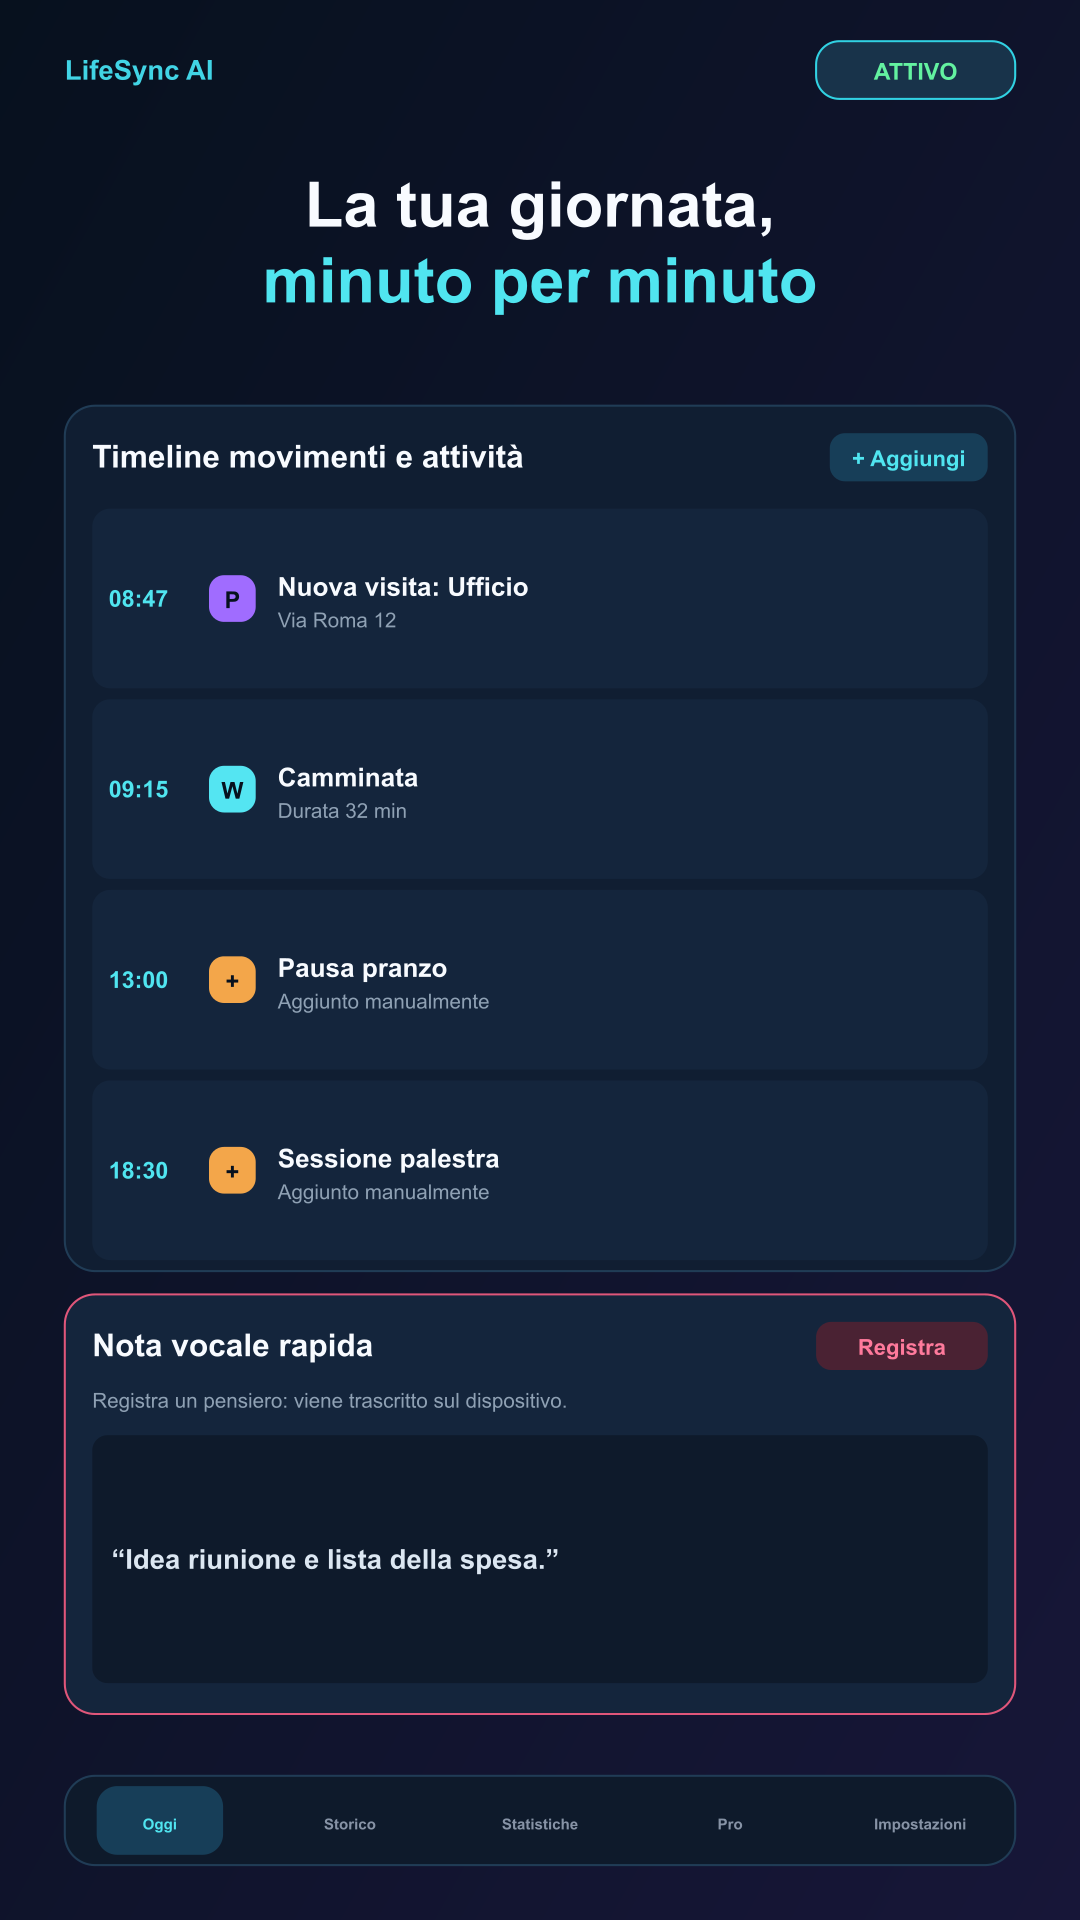 LifeSync AI
ATTIVO
La tua giornata,
minuto per minuto
Timeline movimenti e attività
+ Aggiungi
08:47
P
Nuova visita: Ufficio
Via Roma 12
09:15
W
Camminata
Durata 32 min
13:00
+
Pausa pranzo
Aggiunto manualmente
18:30
+
Sessione palestra
Aggiunto manualmente
Nota vocale rapida
Registra
Registra un pensiero: viene trascritto sul dispositivo.
“Idea riunione e lista della spesa.”
Oggi
Storico
Statistiche
Pro
Impostazioni